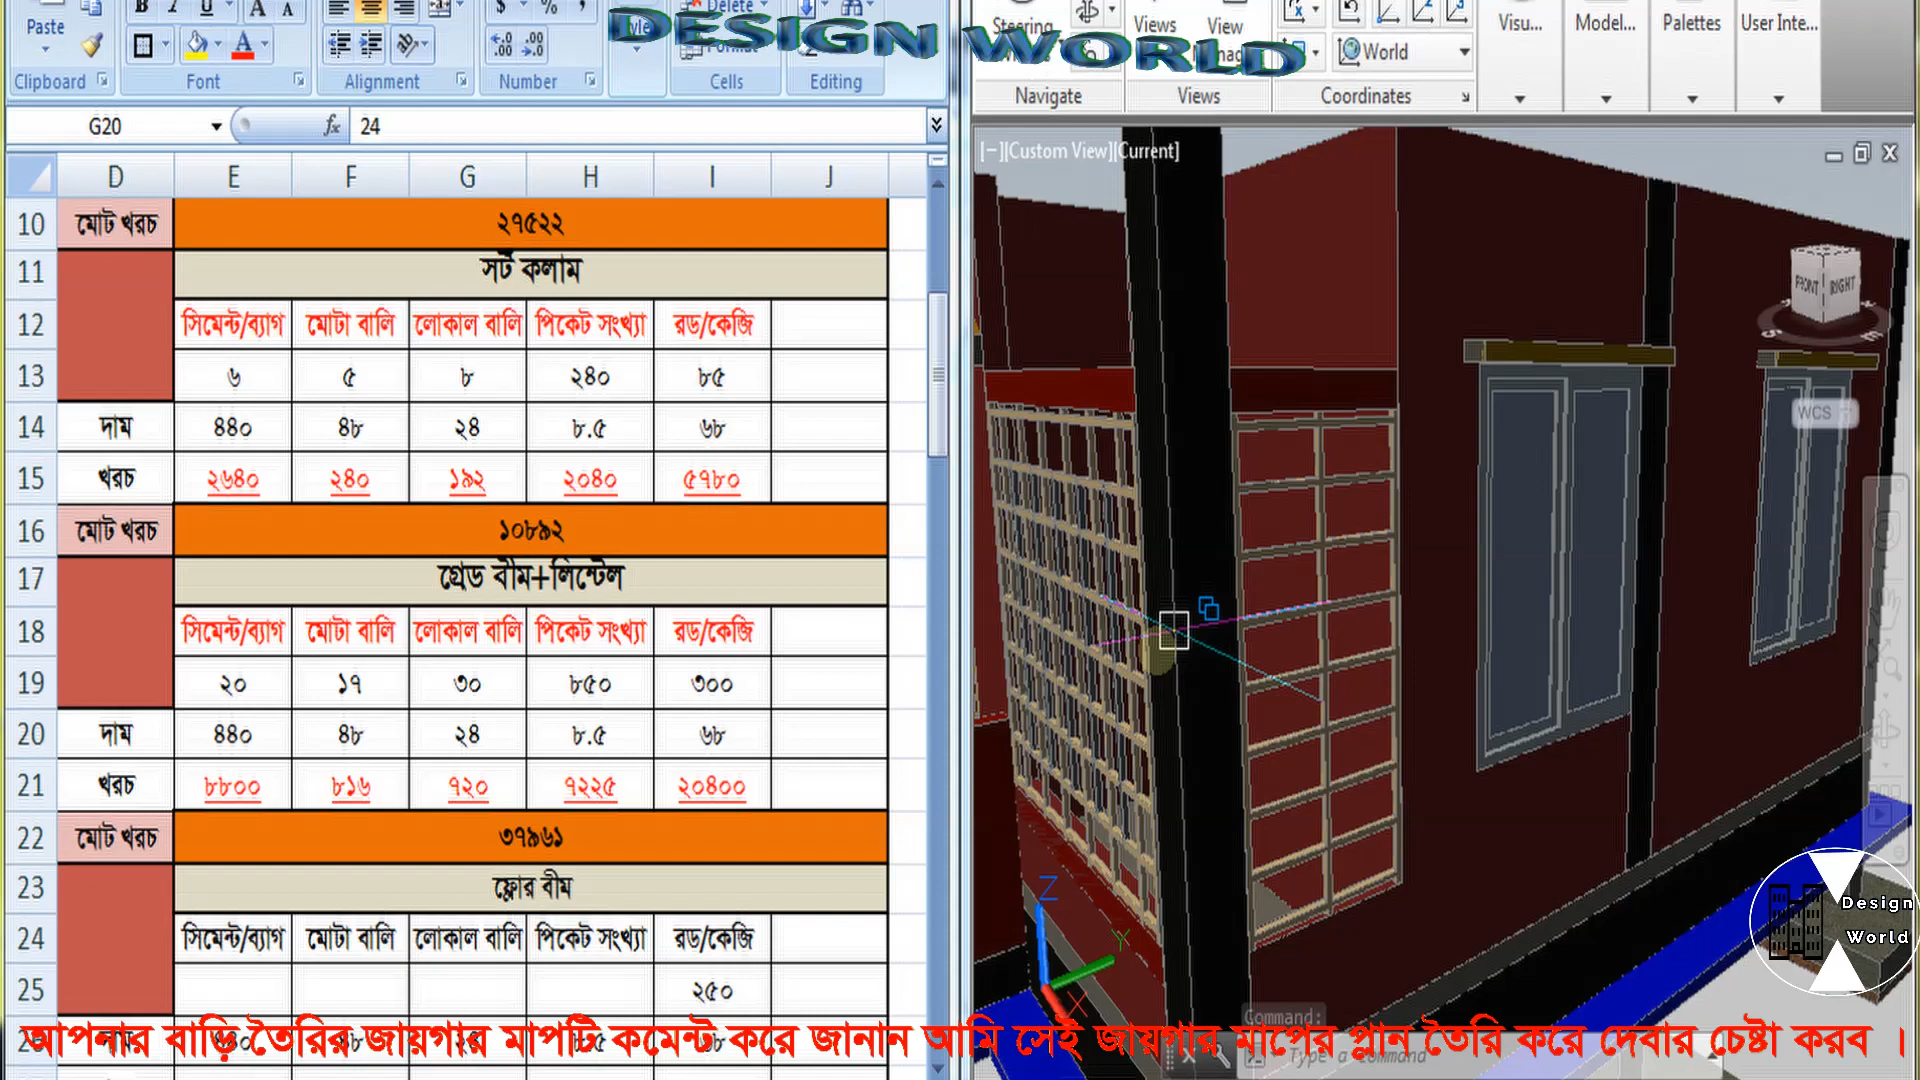 DESIGN WORLD
Paste
Clipboard Font Alignment Number Cells Editing
Delete
Format
G20 fx 24
D E F G H I J
10 মোট খরচ ২৭৫২২
11 সর্ট কলাম
12 সিমেন্ট/ব্যাগ মোটা বালি লোকাল বালি পিকেট সংখ্যা রড/কেজি
13 ৬ ৫ ৮ ২৪০ ৮৫
14 দাম ৪৪০ ৪৮ ২৪ ৮.৫ ৬৮
15 খরচ ২৬৪০ ২৪০ ১৯২ ২০৪০ ৫৭৮০
16 মোট খরচ ১০৮৯২
17 গ্রেড বীম+লিন্টেল
18 সিমেন্ট/ব্যাগ মোটা বালি লোকাল বালি পিকেট সংখ্যা রড/কেজি
19 ২০ ১৭ ৩০ ৮৫০ ৩০০
20 দাম ৪৪০ ৪৮ ২৪ ৮.৫ ৬৮
21 খরচ ৮৮০০ ৮১৬ ৭২০ ৭২২৫ ২০৪০০
22 মোট খরচ ৩৭৯৬১
23 ফ্লোর বীম
24 সিমেন্ট/ব্যাগ মোটা বালি লোকাল বালি পিকেট সংখ্যা রড/কেজি
25 ২৫০
Steering Views View World Visu... Model... Palettes User Inte...
Navigate Views Coordinates
[−][Custom View][Current]
FRONT RIGHT
WCS
Z
Y
X
Design
World
Command:
Type a command
আপনার বাড়ি তৈরির জায়গার মাপটি কমেন্ট করে জানান আমি সেই জায়গার মাপের প্লান তৈরি করে দেবার চেষ্টা করব ।